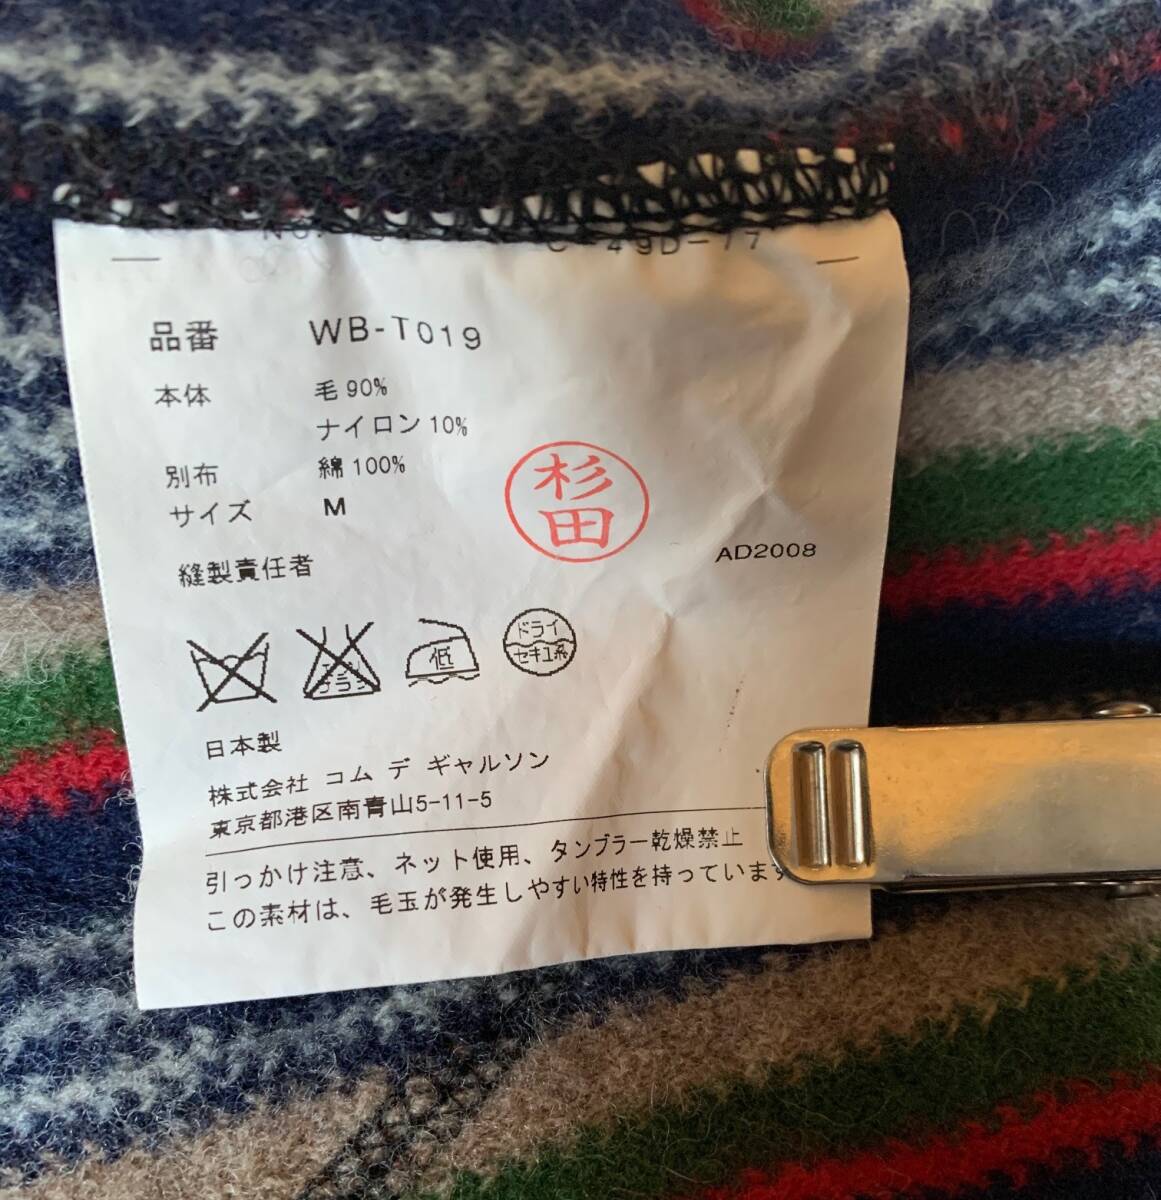 C-49D-77
品番 WB-T019
本体 毛 90%
ナイロン 10%
別布 綿 100%
サイズ M
杉田
縫製責任者
AD2008
低
ドライ
セキユ系
日本製
株式会社 コム デ ギャルソン
東京都港区南青山5-11-5
引っかけ注意、ネット使用、タンブラー乾燥禁止
この素材は、毛玉が発生しやすい特性を持っています